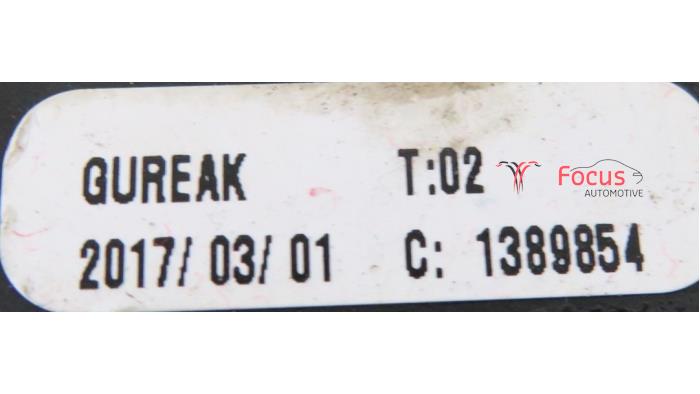 GUREAK T:02
Focus
AUTOMOTIVE
2017/ 03/ 01 C: 1389854